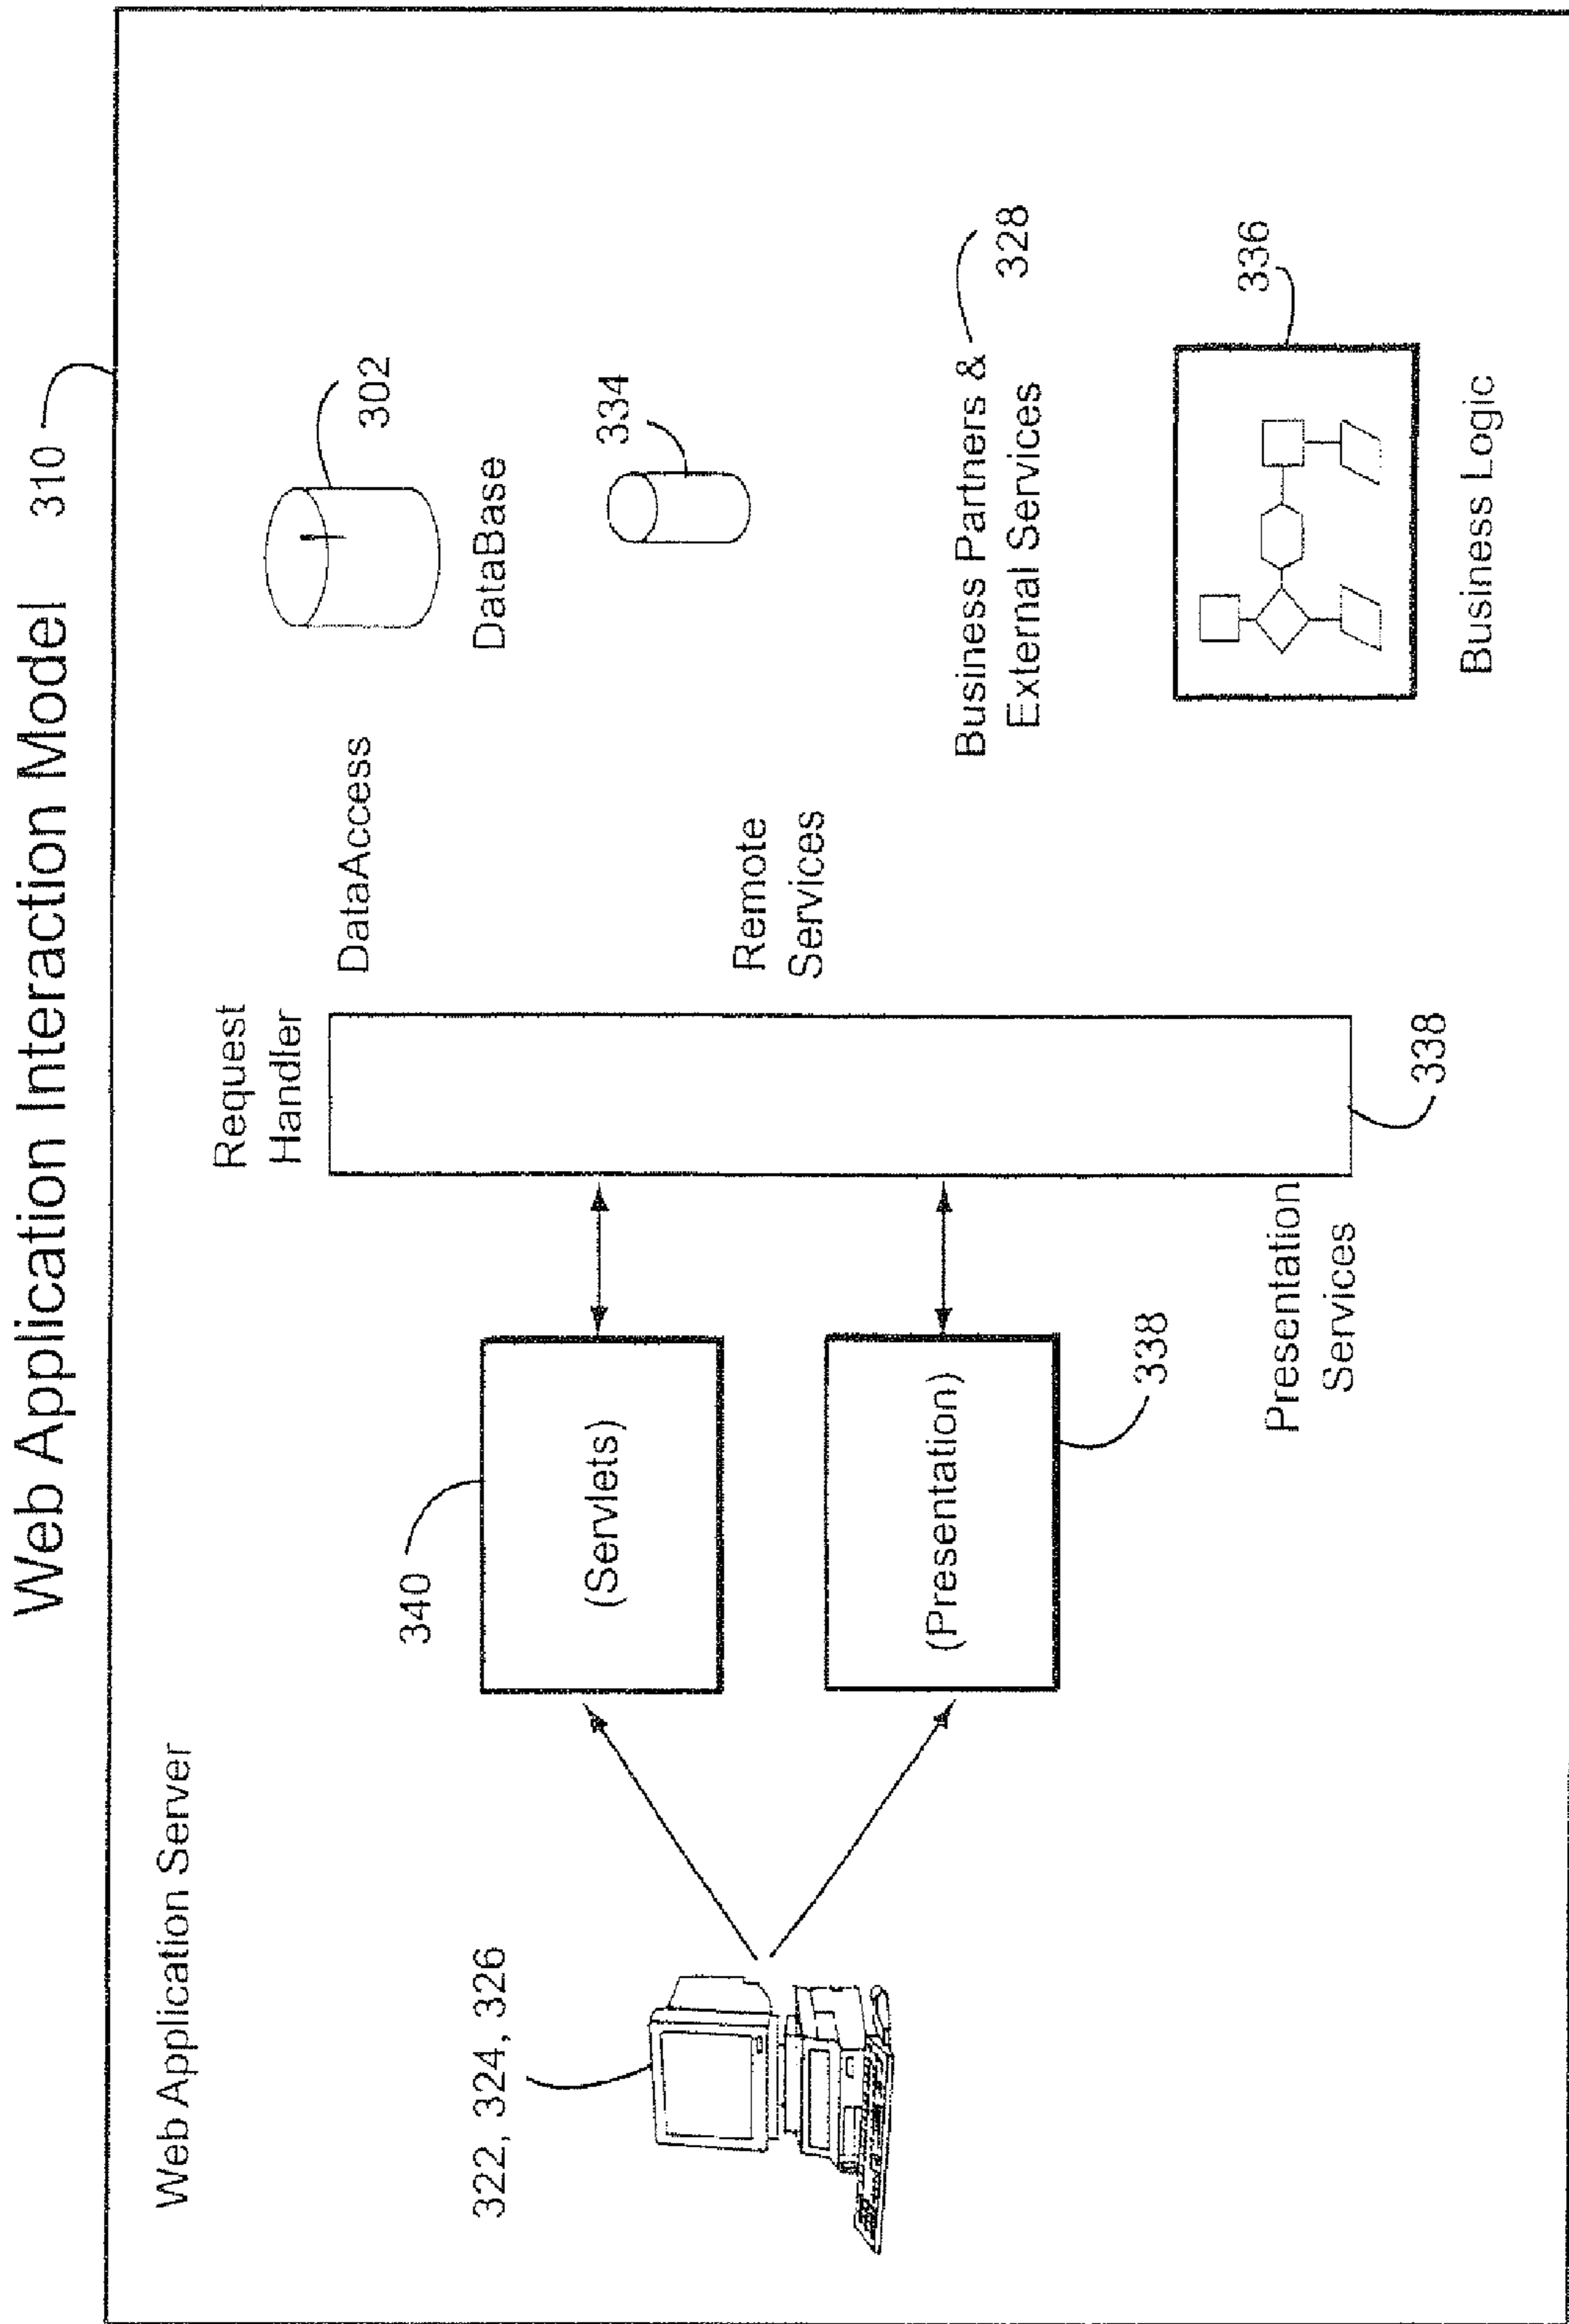 Web Application Interaction Model
310
Web Application Server
Request
Handler
DataAccess
302
DataBase
340
(Servlets)
322, 324, 326
334
Remote
Services
(Presentation)
338
Business Partners &
External Services
328
336
Presentation
Services
338
Business Logic